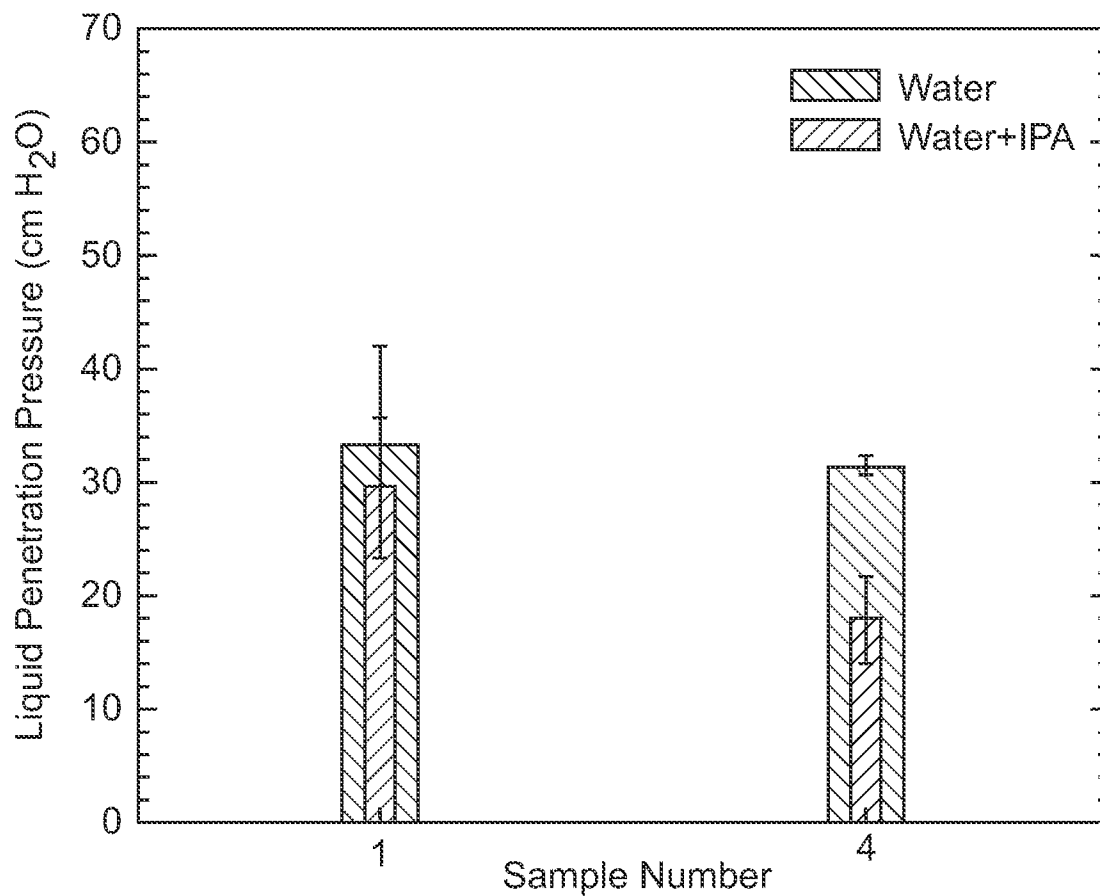 Liquid Penetration Pressure (cm H₂O)
70
60
50
40
30
20
10
0
Water
Water+IPA
1
4
Sample Number